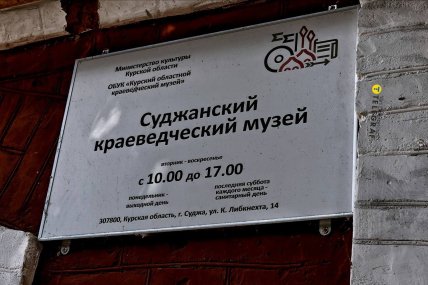 Министерство культуры
Курской области
ОБУК «Курский областной
краеведческий музей»
Суджанский
краеведческий музей
вторник - воскресенье
с 10.00 до 17.00
понедельник -
выходной день
последняя суббота
каждого месяца -
санитарный день
307800, Курская область, г. Суджа, ул. К. Либкнехта, 14